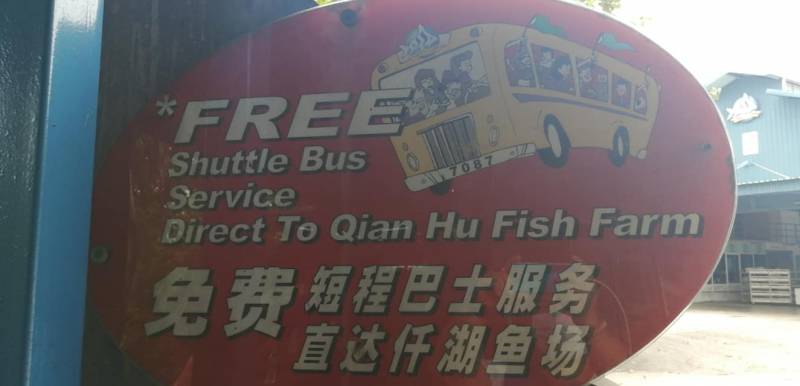 *FREE
Shuttle Bus
Service
Direct To Qian Hu Fish Farm
7087
免费 短程巴士服务
直达仟湖鱼场